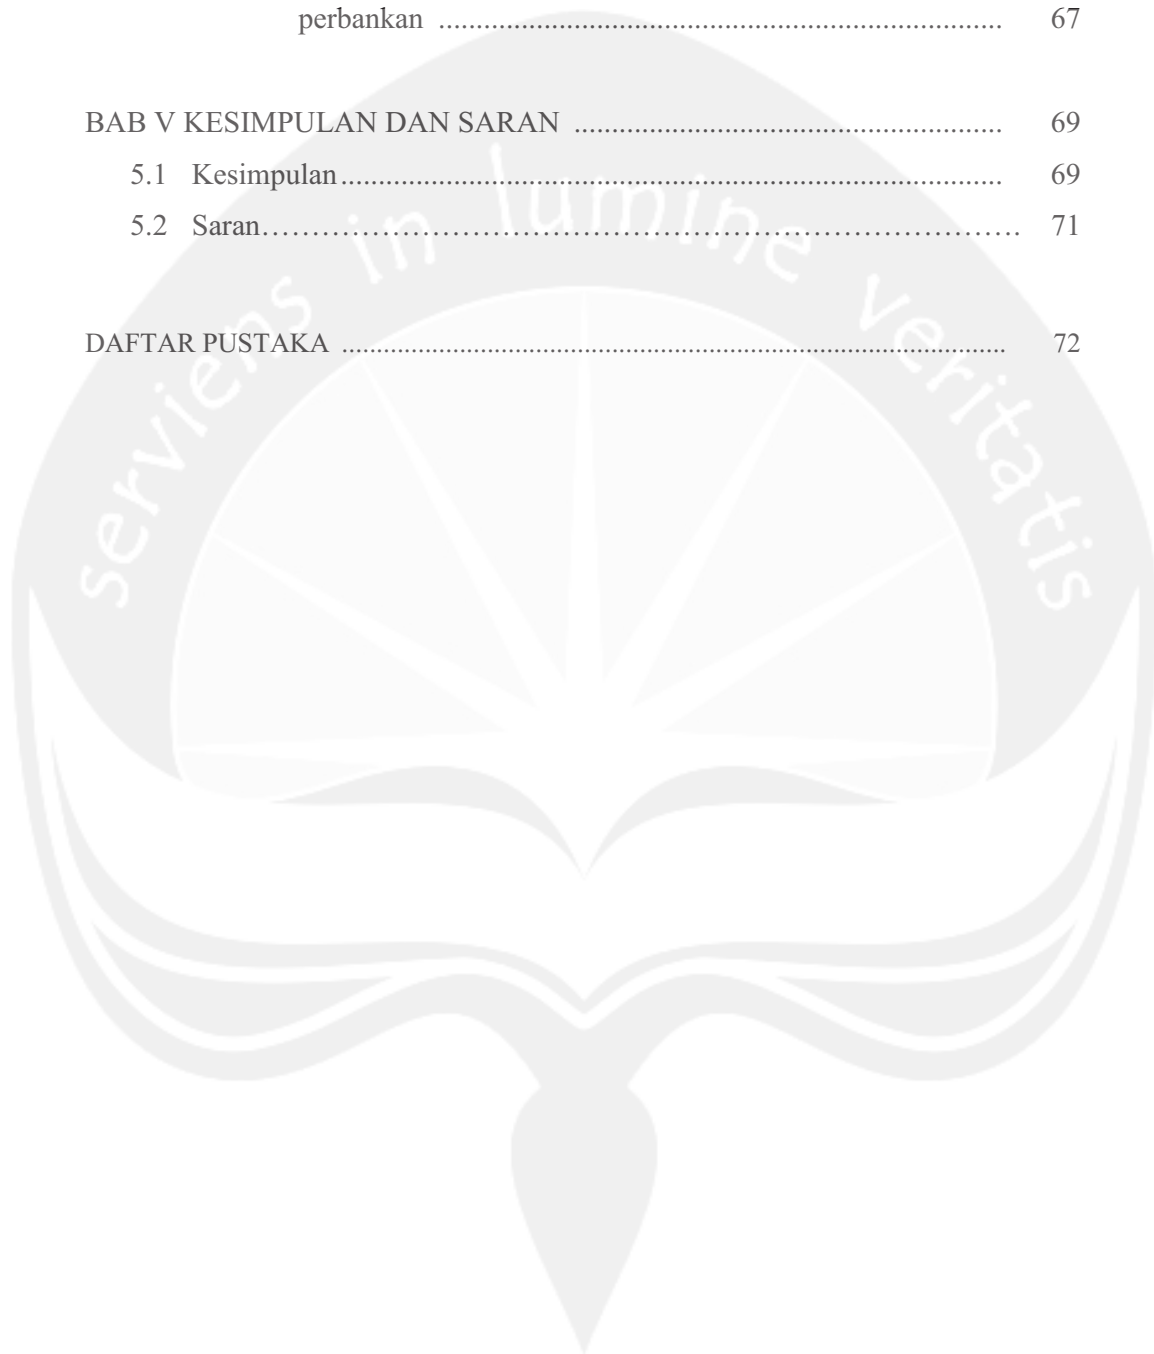 perbankan ........................................................................... 67
BAB V KESIMPULAN DAN SARAN ......................................................... 69
5.1 Kesimpulan........................................................................................ 69
5.2 Saran………………………………………………………………… 71
DAFTAR PUSTAKA .............................................................................................. 72
serviens in lumine veritatis